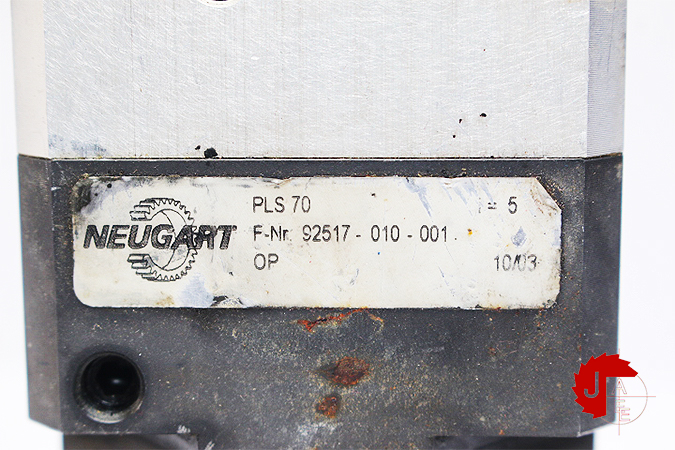 NEUGART
PLS 70 i = 5
F-Nr. 92517 - 010 - 001
OP 10/03
J